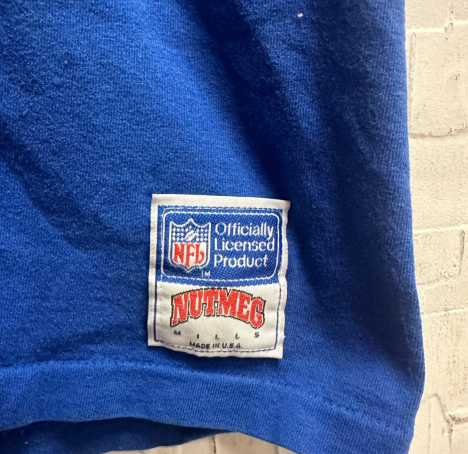 Officially
Licensed
Product
NFL
TM
NUTMEG
MILLS
MADE IN U.S.A.